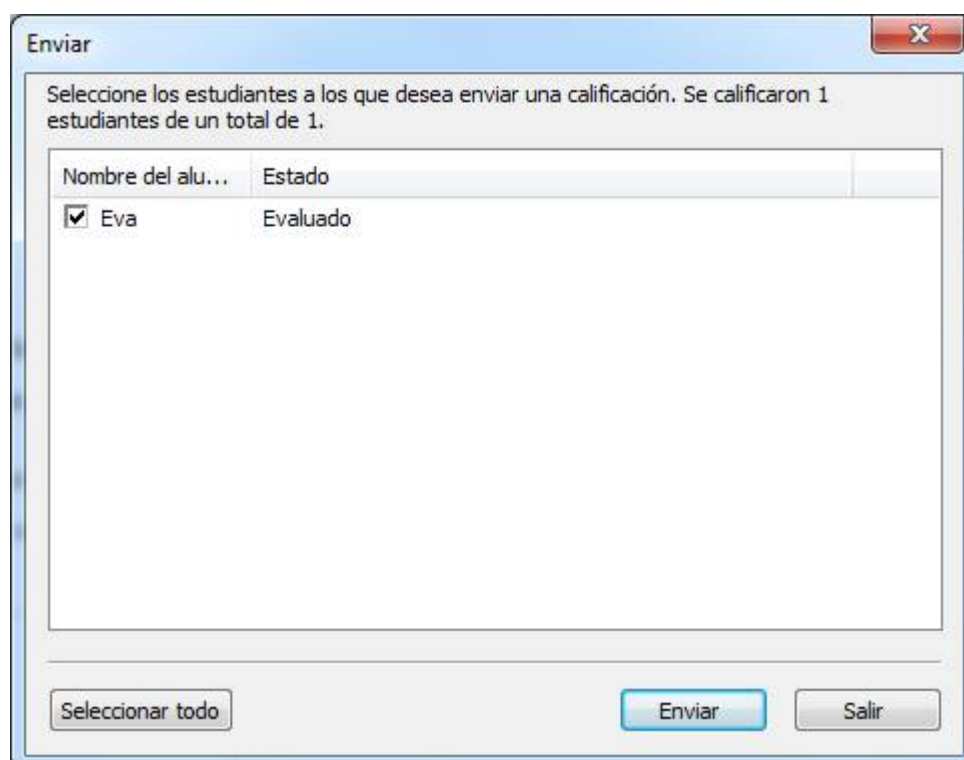 Enviar
Seleccione los estudiantes a los que desea enviar una calificación. Se calificaron 1
estudiantes de un total de 1.
Nombre del alu... Estado
Eva Evaluado
Seleccionar todo Enviar Salir